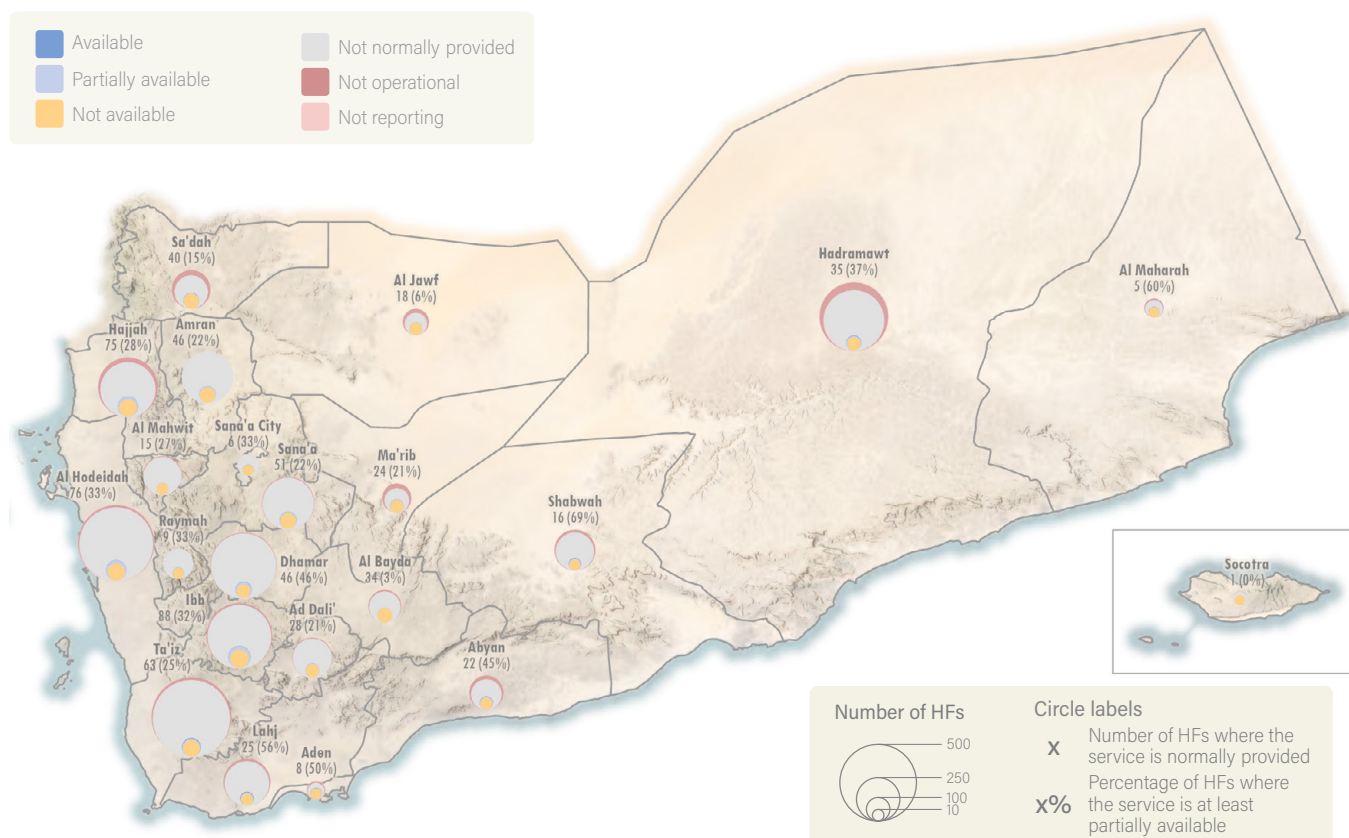 Available
Partially available
Not available
Not normally provided
Not operational
Not reporting
Sa'dah
40 (15%)
Al Jawf
18 (6%)
Hadramawt
35 (37%)
Al Maharah
5 (60%)
Hajjah
75 (28%)
Amran
46 (22%)
Al Mahwit
15 (27%)
Sana'a City
6 (33%)
Sana'a
51 (22%)
Ma'rib
24 (21%)
Al Hodeidah
76 (33%)
Shabwah
16 (69%)
Raymah
9 (33%)
Dhamar
46 (46%)
Al Bayda
34 (3%)
Socotra
1 (0%)
Ibb
88 (32%)
Ad Dali'
28 (21%)
Ta'iz
63 (25%)
Abyan
22 (45%)
Lahj
25 (56%)
Aden
8 (50%)
Number of HFs
500
250
100
10
Circle labels
x Number of HFs where the
service is normally provided
x% Percentage of HFs where
the service is at least
partially available